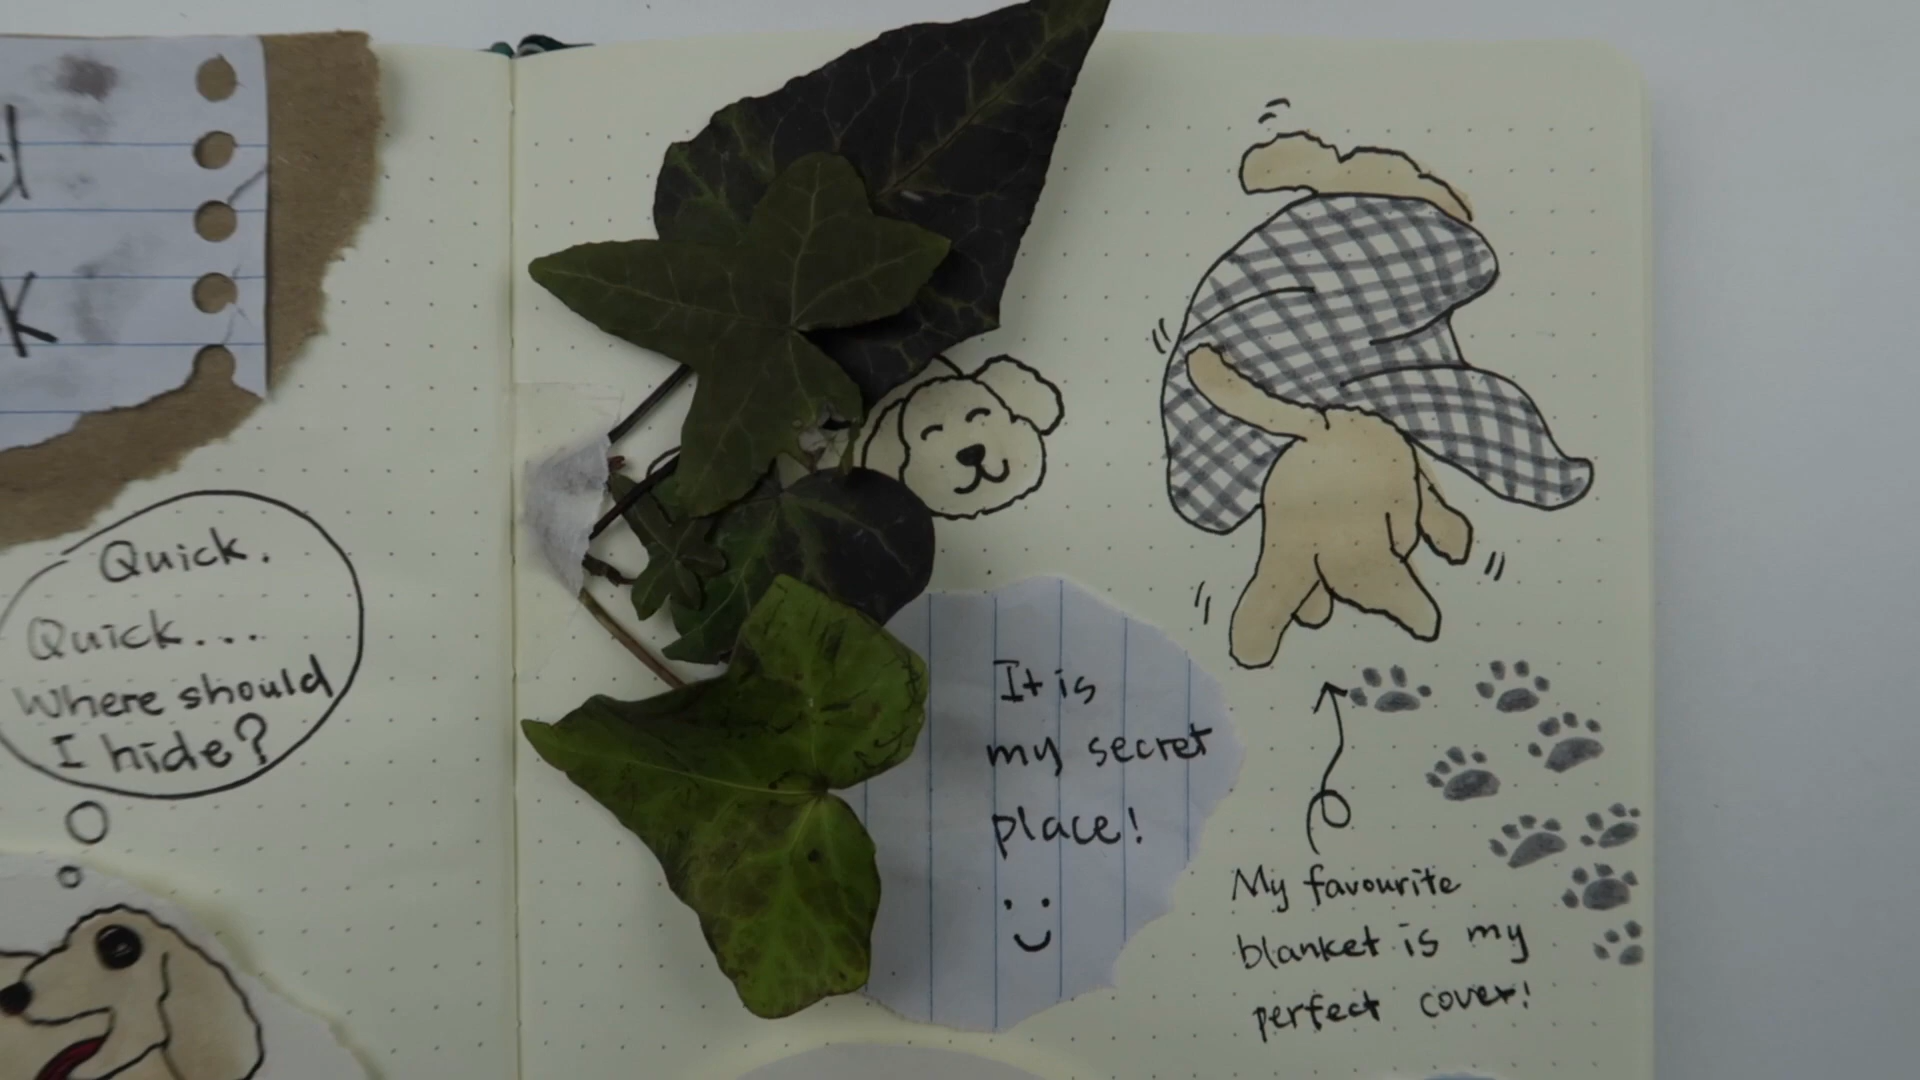 Quick.
Quick...
Where should
I hide?
It is
my secret
place!
My favourite
blanket is my
perfect cover!